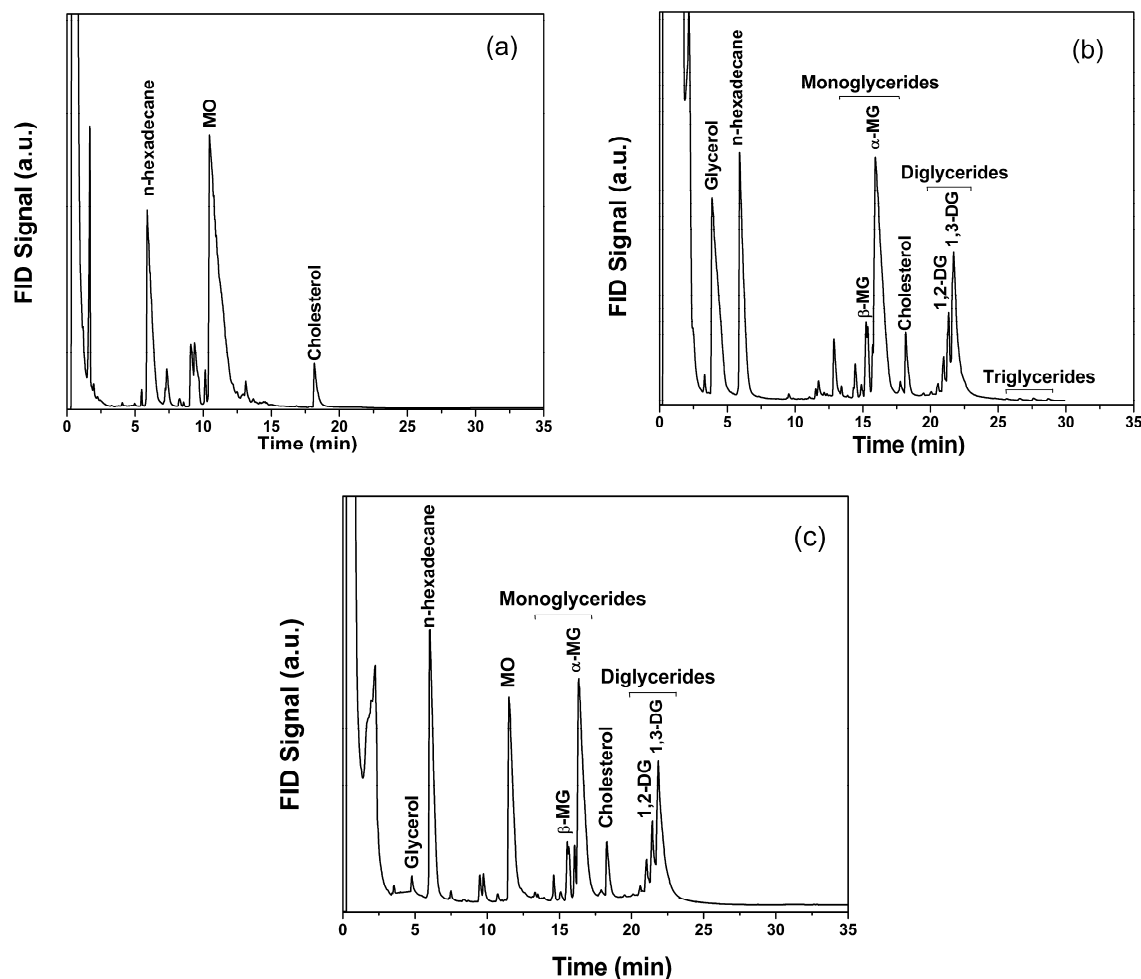 (a)
FID Signal (a.u.)
n-hexadecane
MO
Cholesterol
0 5 10 15 20 25 30 35
Time (min)
(b)
FID Signal (a.u.)
Glycerol
n-hexadecane
Monoglycerides
β-MG
α-MG
Cholesterol
Diglycerides
1,2-DG
1,3-DG
Triglycerides
0 5 10 15 20 25 30 35
Time (min)
(c)
FID Signal (a.u.)
Glycerol
n-hexadecane
MO
Monoglycerides
β-MG
α-MG
Cholesterol
Diglycerides
1,2-DG
1,3-DG
0 5 10 15 20 25 30 35
Time (min)